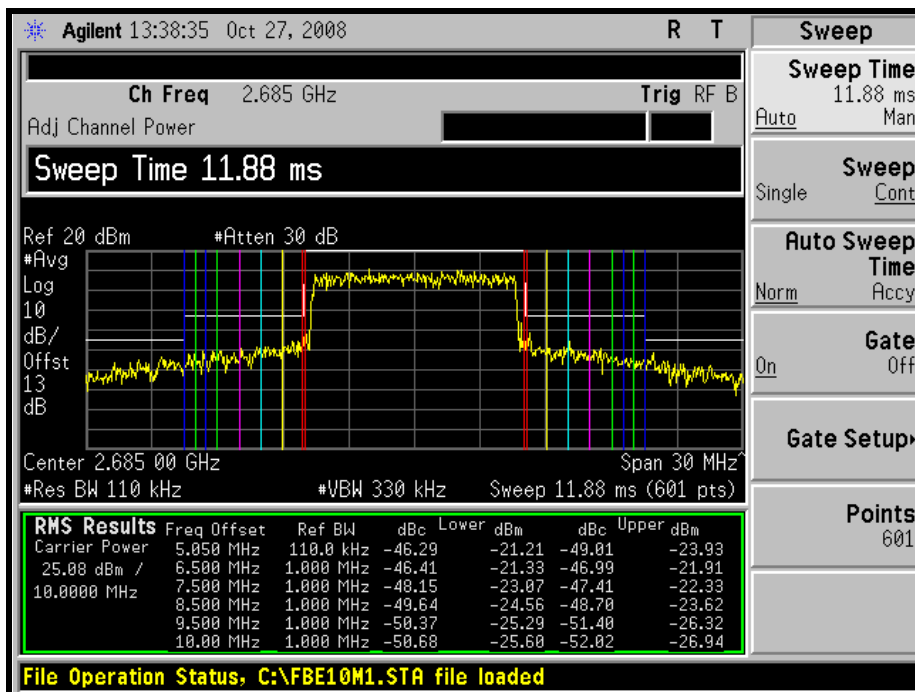 Agilent 13:38:35 Oct 27, 2008 R T
Ch Freq 2.685 GHz Trig RF B
Adj Channel Power
Sweep Time 11.88 ms
Ref 20 dBm #Atten 30 dB
#Avg
Log
10
dB/
Offst
13
dB
Center 2.685 00 GHz Span 30 MHz^
#Res BW 110 kHz #VBW 330 kHz Sweep 11.88 ms (601 pts)
RMS Results Freq Offset Ref BW dBc Lower dBm dBc Upper dBm
Carrier Power 5.050 MHz 110.0 kHz -46.29 -21.21 -49.01 -23.93
25.08 dBm / 6.500 MHz 1.000 MHz -46.41 -21.33 -46.99 -21.91
10.0000 MHz 7.500 MHz 1.000 MHz -48.15 -23.07 -47.41 -22.33
8.500 MHz 1.000 MHz -49.64 -24.56 -48.70 -23.62
9.500 MHz 1.000 MHz -50.37 -25.29 -51.40 -26.32
10.00 MHz 1.000 MHz -50.68 -25.60 -52.02 -26.94
File Operation Status, C:\FBE10M1.STA file loaded
Sweep
Sweep Time
11.88 ms
Auto Man
Sweep
Single Cont
Auto Sweep
Time
Norm Accy
Gate
On Off
Gate Setup
Points
601